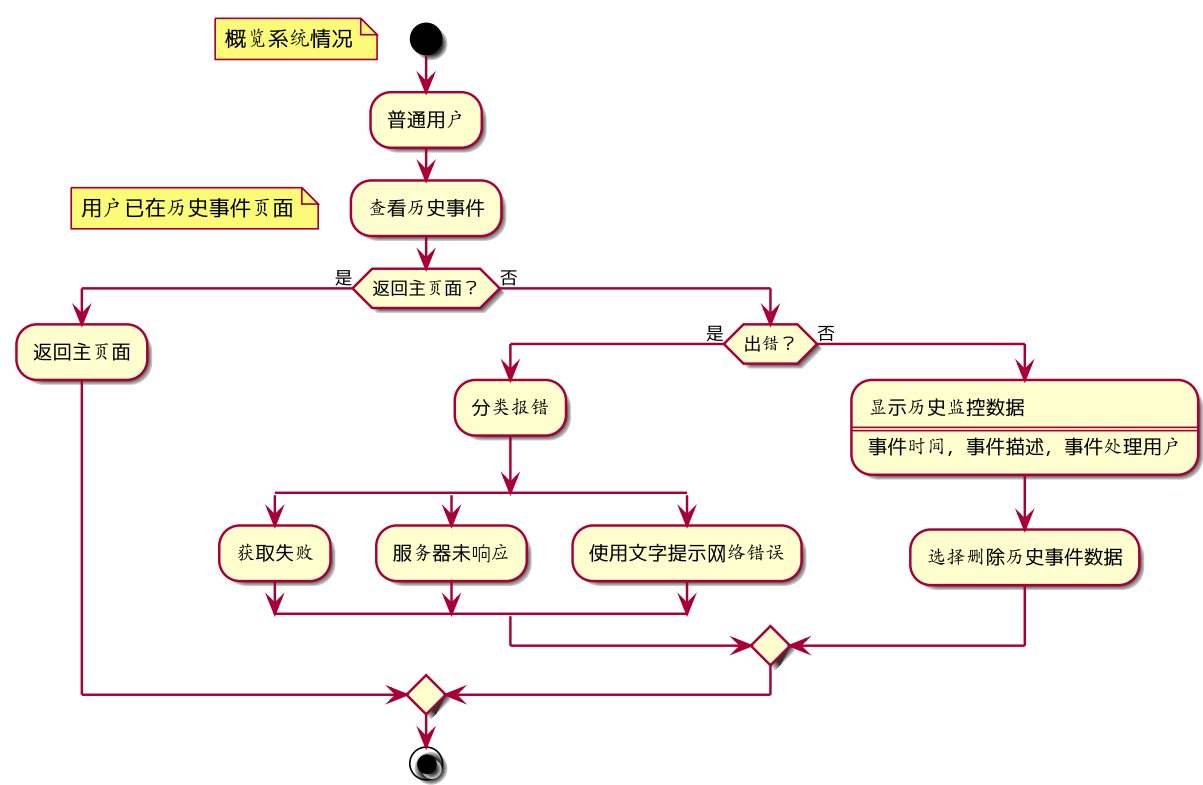 概览系统情况
普通用户
用户已在历史事件页面
查看历史事件
是
返回主页面？
否
返回主页面
是
出错？
否
分类报错
显示历史监控数据
事件时间，事件描述，事件处理用户
获取失败
服务器未响应
使用文字提示网络错误
选择删除历史事件数据